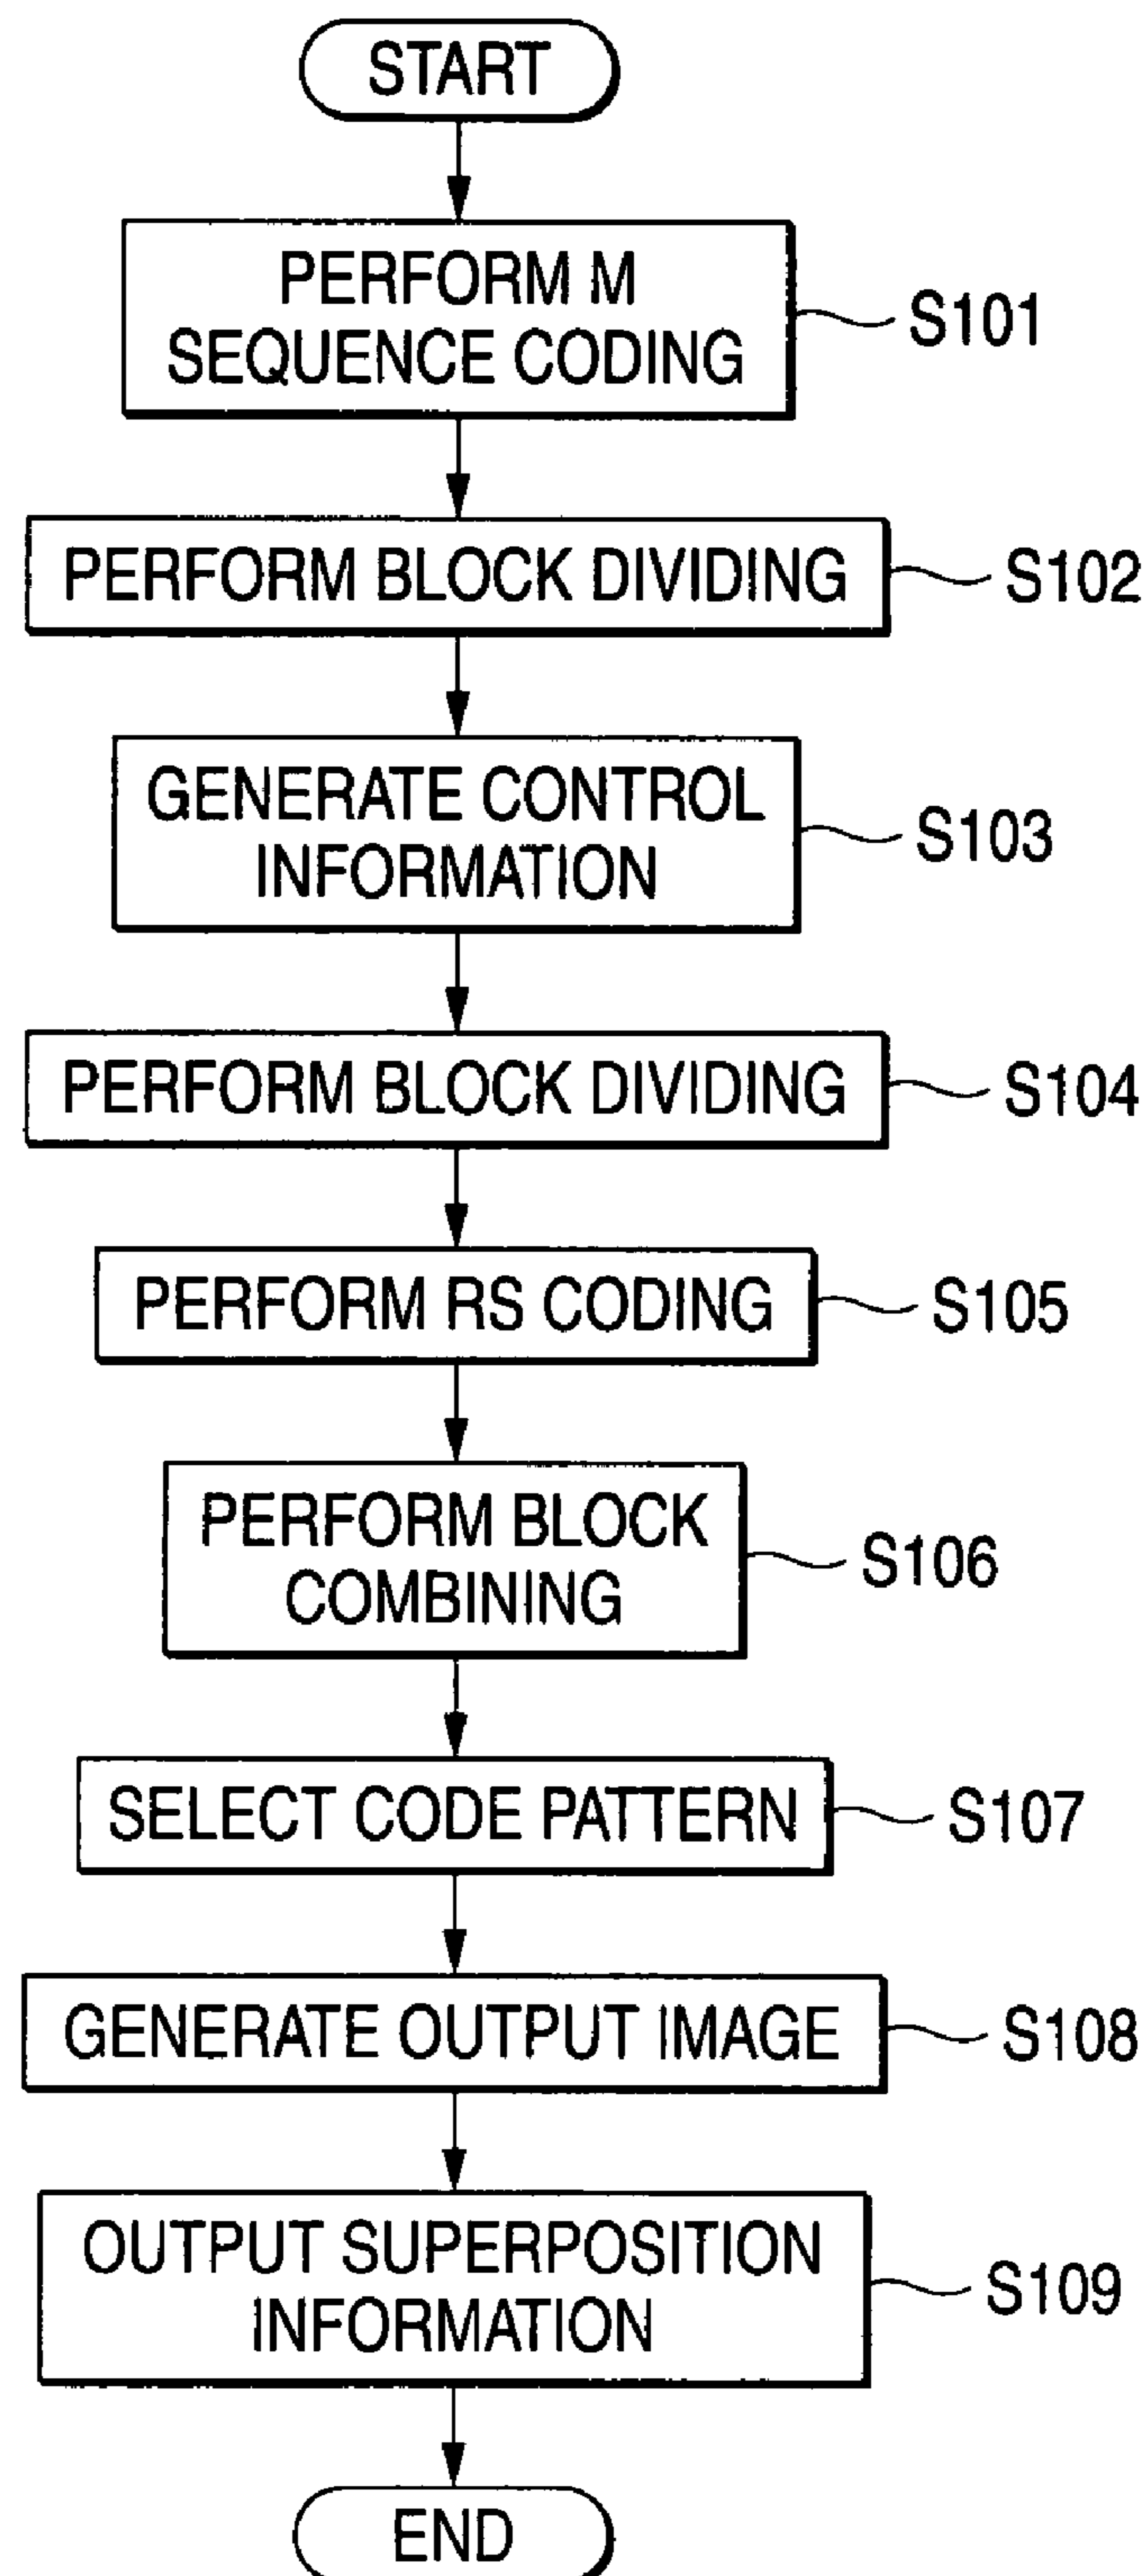 START
PERFORM M
SEQUENCE CODING
S101
PERFORM BLOCK DIVIDING
S102
GENERATE CONTROL
INFORMATION
S103
PERFORM BLOCK DIVIDING
S104
PERFORM RS CODING
S105
PERFORM BLOCK
COMBINING
S106
SELECT CODE PATTERN
S107
GENERATE OUTPUT IMAGE
S108
OUTPUT SUPERPOSITION
INFORMATION
S109
END